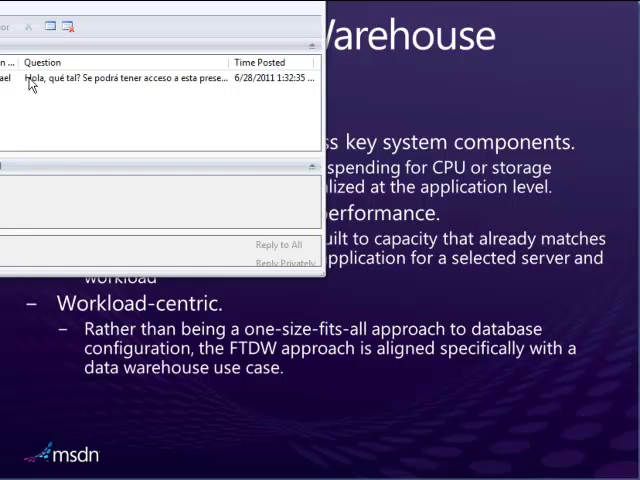 Warehouse
or
n ... Question Time Posted
ael Hola, qué tal? Se podrá tener acceso a esta prese... 6/28/2011 1:32:35 ...
ss key system components.
spending for CPU or storage
lized at the application level.
erformance.
uilt to capacity that already matches
Reply to All
pplication for a selected server and
Reply Privately
workload
– Workload-centric.
– Rather than being a one-size-fits-all approach to database
configuration, the FTDW approach is aligned specifically with a
data warehouse use case.
msdn